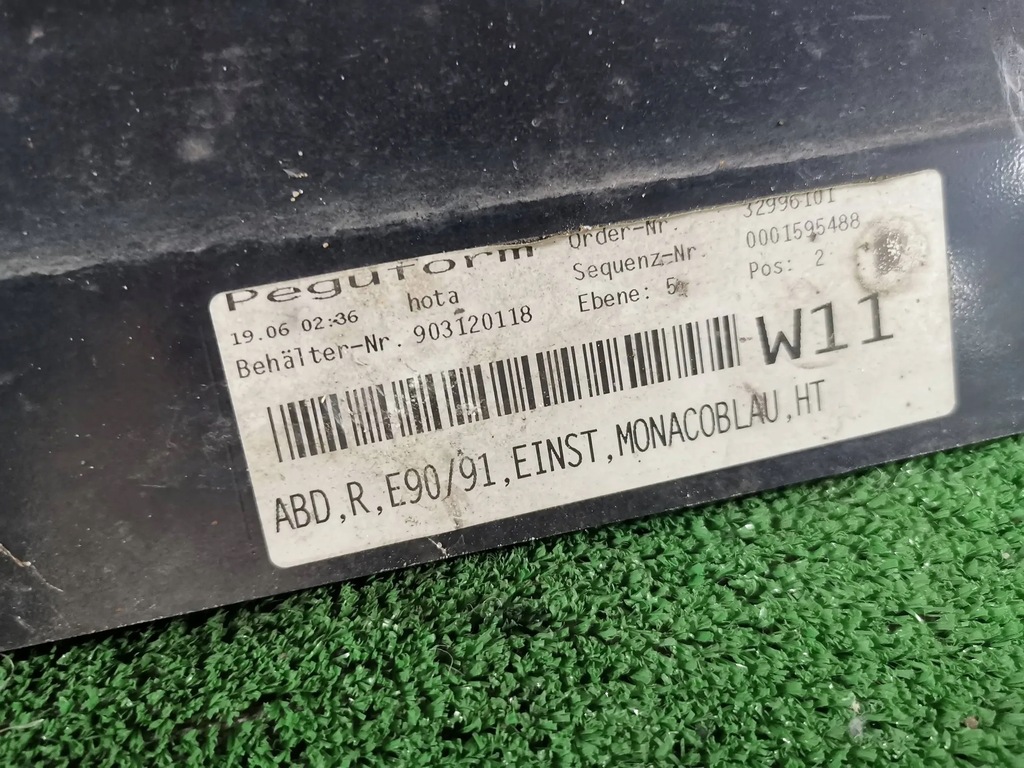 Peguform
Order-Nr. 32996101
19.06 02:36 hota
Sequenz-Nr. 0001595488
Behälter-Nr. 903120118
Ebene: 5 Pos: 2
W11
ABD,R,E90/91,EINST,MONACOBLAU,HT